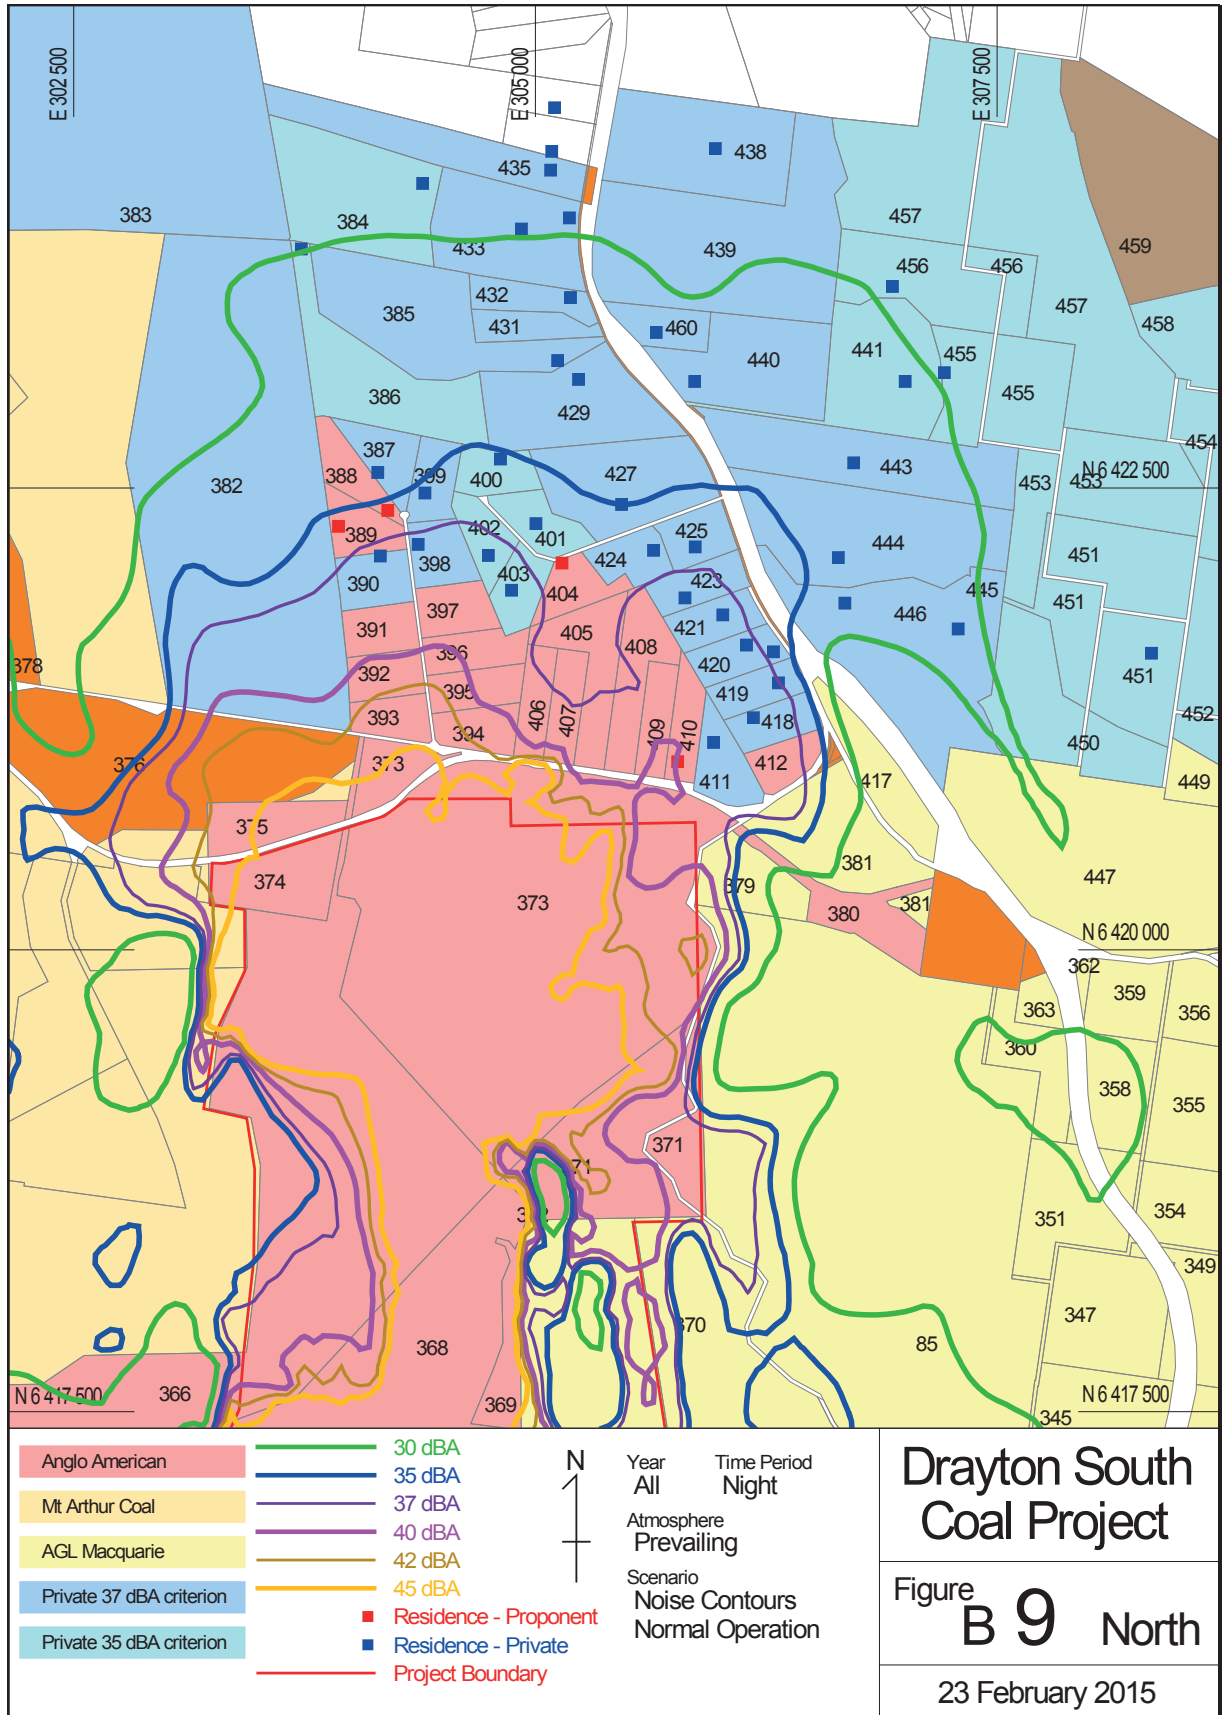 E 302 500
E 305 000
E 307 500
438
435
383
384
457
433
439
459
456
456
432
385
457
458
431
460
441
440
455
455
386
429
454
387
399
400
427
443
N 6 422 500
388
382
453
453
389
402
401
425
444
424
451
390
398
403
423
445
404
451
397
446
391
405
421
396
408
378
392
420
451
395
419
393
406
407
418
452
394
409
410
450
376
373
412
411
417
449
375
381
447
374
379
373
381
380
N 6 420 000
362
359
363
356
360
358
355
371
371
372
351
354
349
347
370
368
85
366
369
N 6 417 500
N 6 417 500
345
Anglo American
Mt Arthur Coal
AGL Macquarie
Private 37 dBA criterion
Private 35 dBA criterion
30 dBA
35 dBA
37 dBA
40 dBA
42 dBA
45 dBA
Residence - Proponent
Residence - Private
Project Boundary
N
Year
Time Period
All
Night
Atmosphere
Prevailing
Scenario
Noise Contours
Normal Operation
Drayton South
Coal Project
Figure
B 9 North
23 February 2015